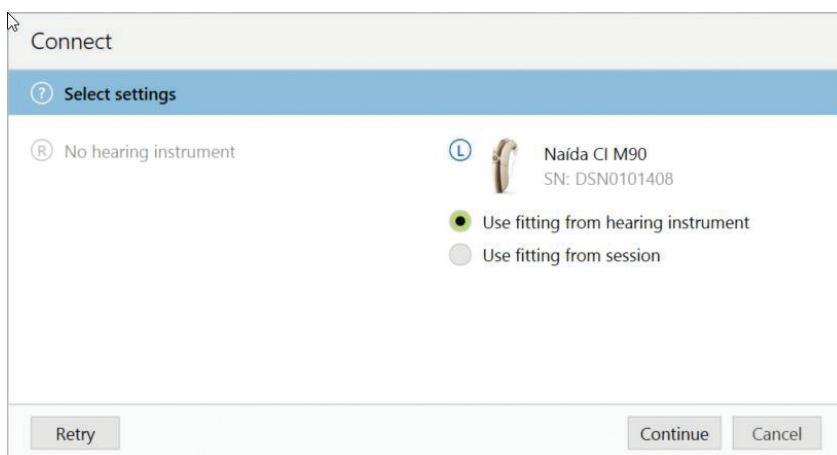 Connect
? Select settings
R No hearing instrument
L Naída CI M90
SN: DSN0101408
Use fitting from hearing instrument
Use fitting from session
Retry Continue Cancel